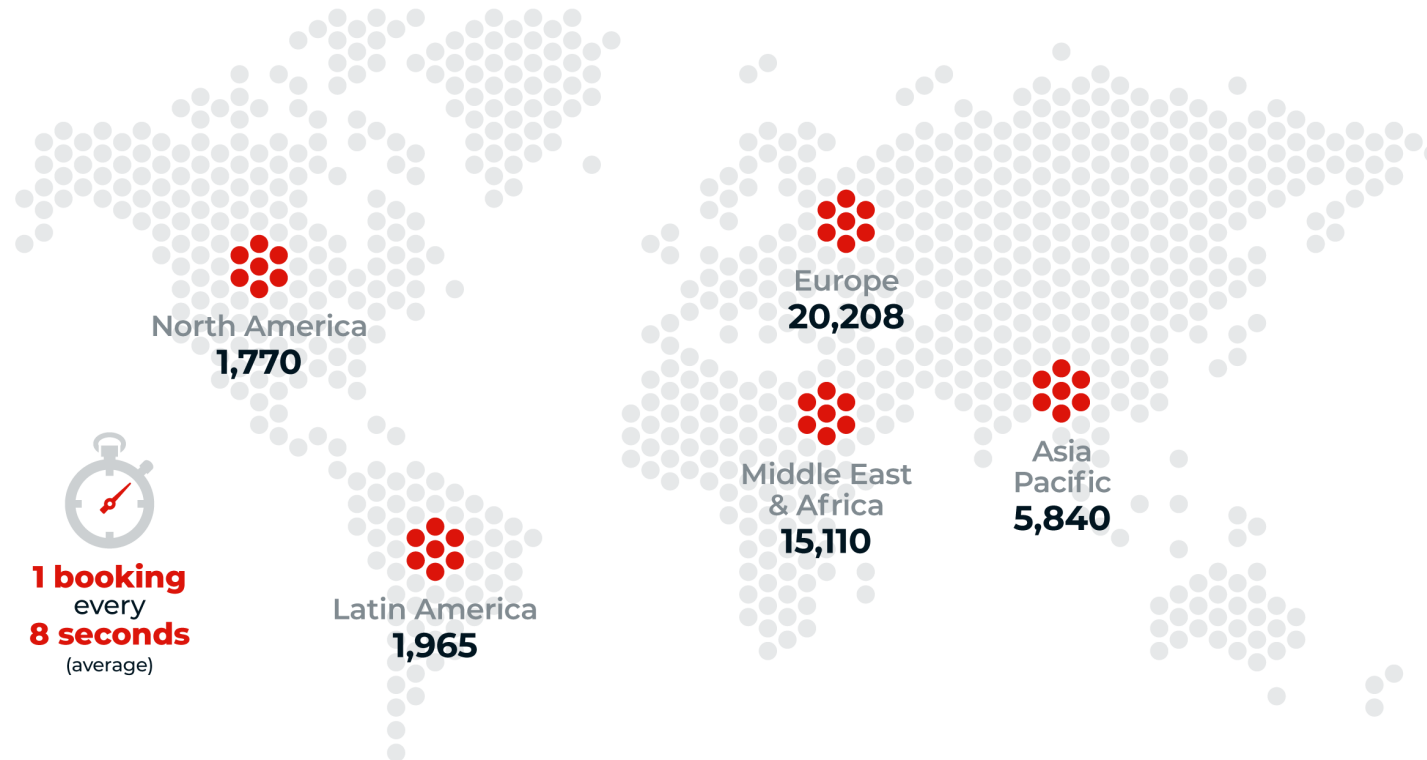 North America
1,770
Europe
20,208
Middle East
& Africa
15,110
Asia
Pacific
5,840
Latin America
1,965
1 booking
every
8 seconds
(average)